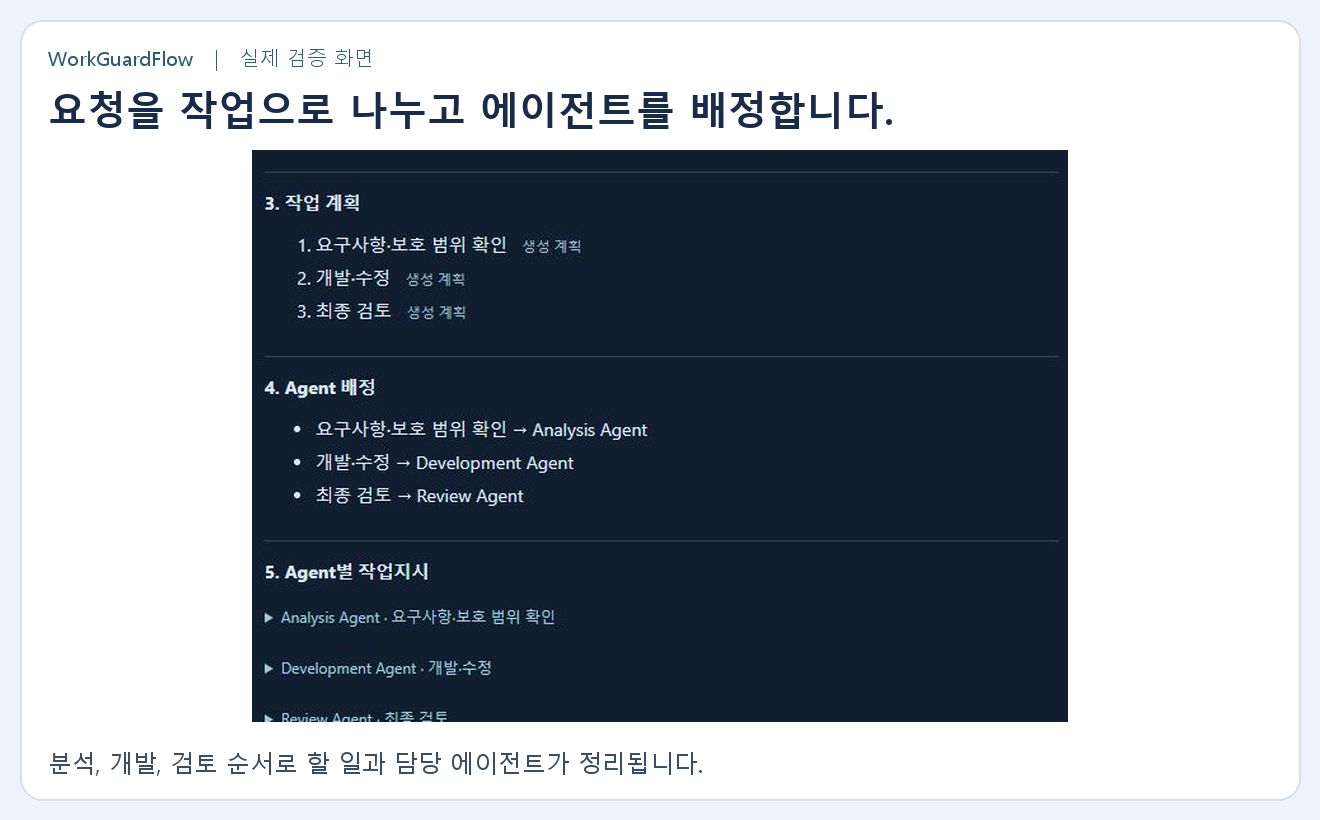 WorkGuardFlow | 실제 검증 화면
요청을 작업으로 나누고 에이전트를 배정합니다.
3. 작업 계획
1. 요구사항·보호 범위 확인 생성 계획
2. 개발·수정 생성 계획
3. 최종 검토 생성 계획
4. Agent 배정
• 요구사항·보호 범위 확인 → Analysis Agent
• 개발·수정 → Development Agent
• 최종 검토 → Review Agent
5. Agent별 작업지시
▶ Analysis Agent · 요구사항·보호 범위 확인
▶ Development Agent · 개발·수정
▶ Review Agent · 최종 검토
분석, 개발, 검토 순서로 할 일과 담당 에이전트가 정리됩니다.